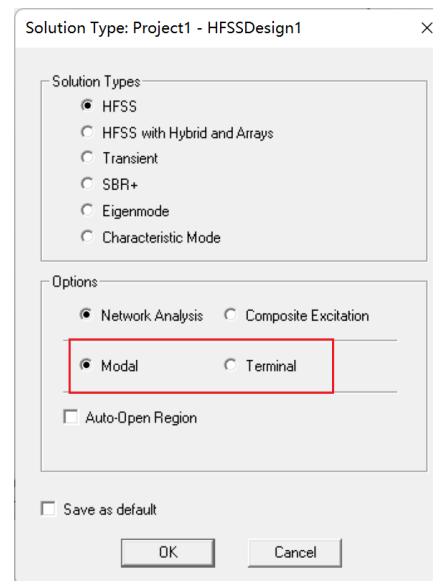 Solution Type: Project1 - HFSSDesign1
Solution Types
HFSS
HFSS with Hybrid and Arrays
Transient
SBR+
Eigenmode
Characteristic Mode
Options
Network Analysis Composite Excitation
Modal Terminal
Auto-Open Region
Save as default
OK Cancel